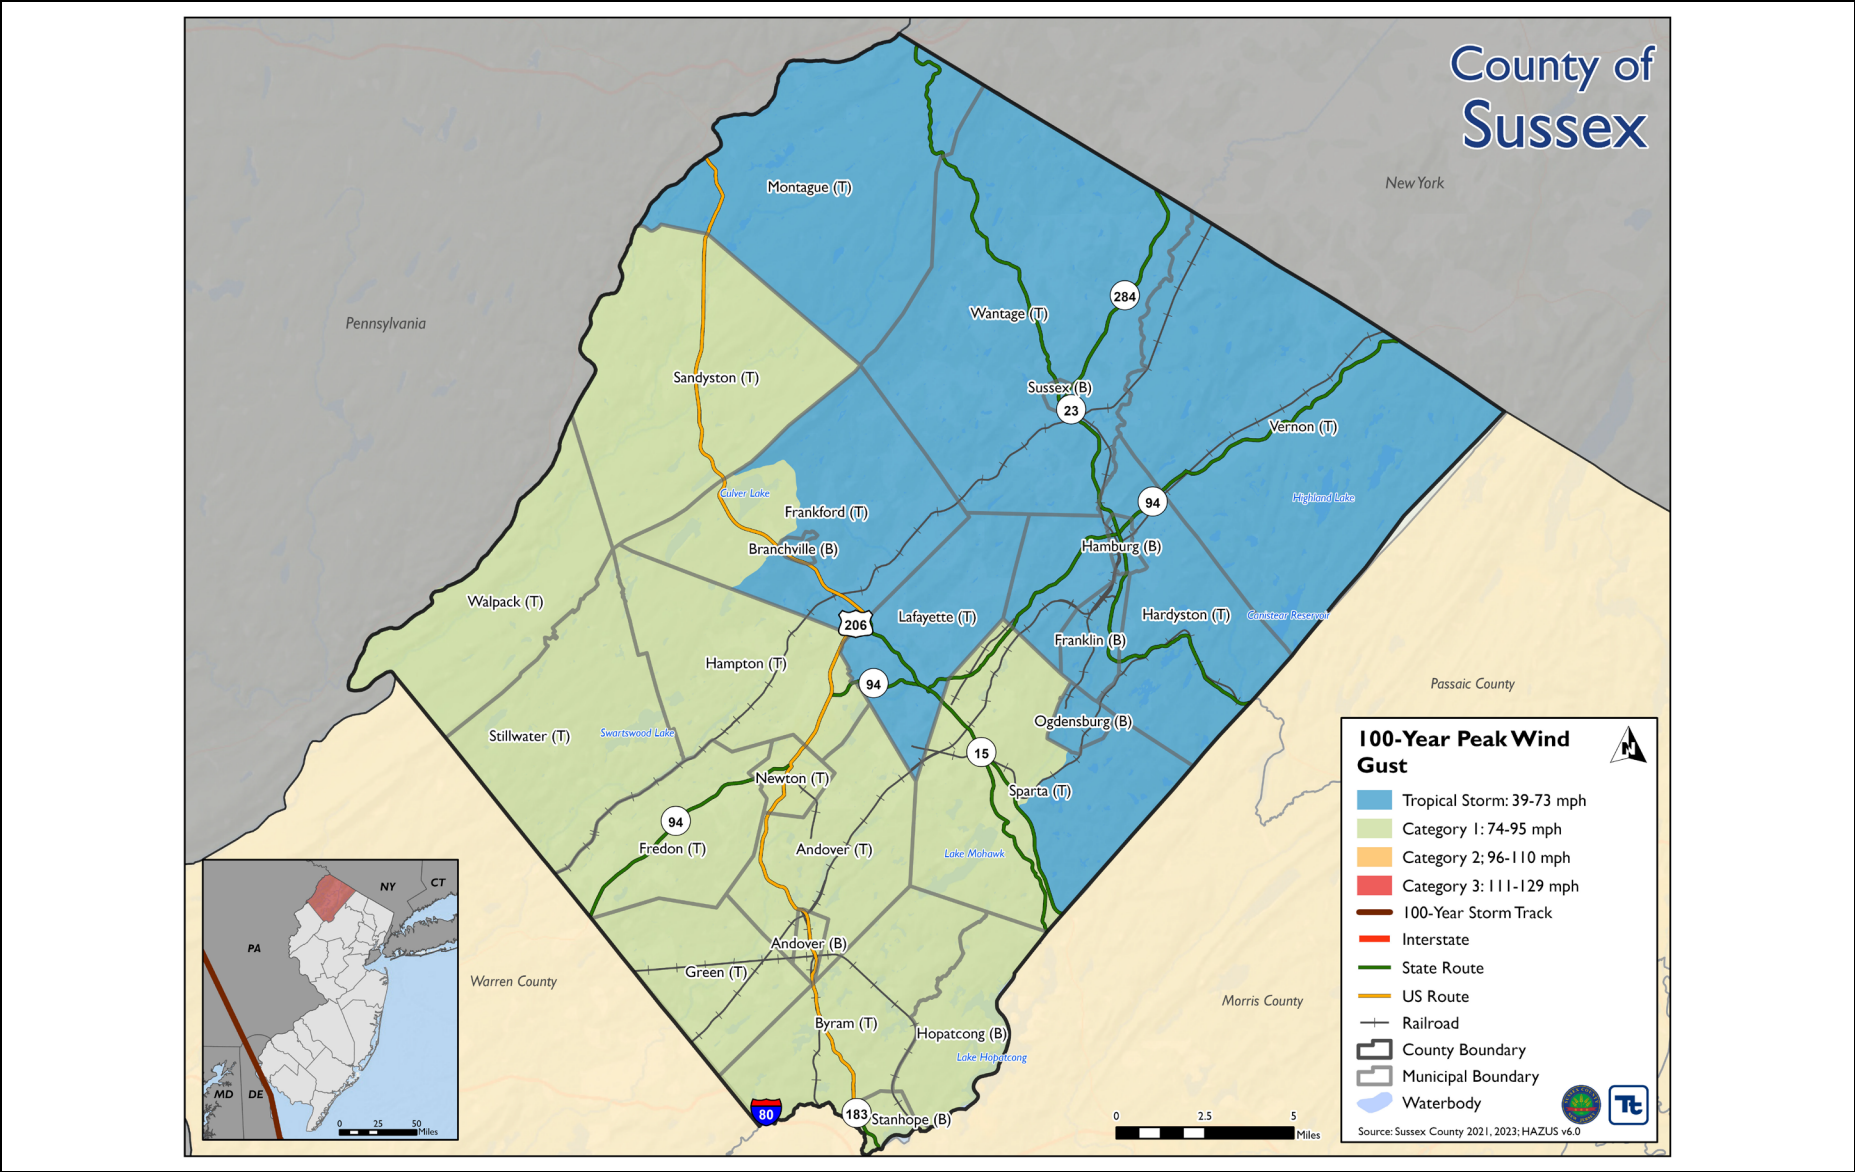 County of
Sussex
New York
Pennsylvania
Montague (T)
Wantage (T)
284
Sandyston (T)
Sussex (B)
23
Vernon (T)
Culver Lake
Highland Lake
94
Frankford (T)
Branchville (B)
Hamburg (B)
Walpack (T)
206
Lafayette (T)
Hardyston (T)
Canistear Reservoir
Franklin (B)
Hampton (T)
94
Passaic County
Ogdensburg (B)
Stillwater (T)
Swartswood Lake
15
Newton (T)
Sparta (T)
94
Fredon (T)
Andover (T)
Lake Mohawk
Andover (B)
Green (T)
Warren County
Morris County
Byram (T)
Hopatcong (B)
Lake Hopatcong
80
183
Stanhope (B)
NY
CT
PA
MD
DE
0 25 50
Miles
0 2.5 5
Miles
100-Year Peak Wind
Gust
N
Tropical Storm: 39-73 mph
Category 1: 74-95 mph
Category 2; 96-110 mph
Category 3: 111-129 mph
100-Year Storm Track
Interstate
State Route
US Route
Railroad
County Boundary
Municipal Boundary
Waterbody
Tt
Source: Sussex County 2021, 2023; HAZUS v6.0